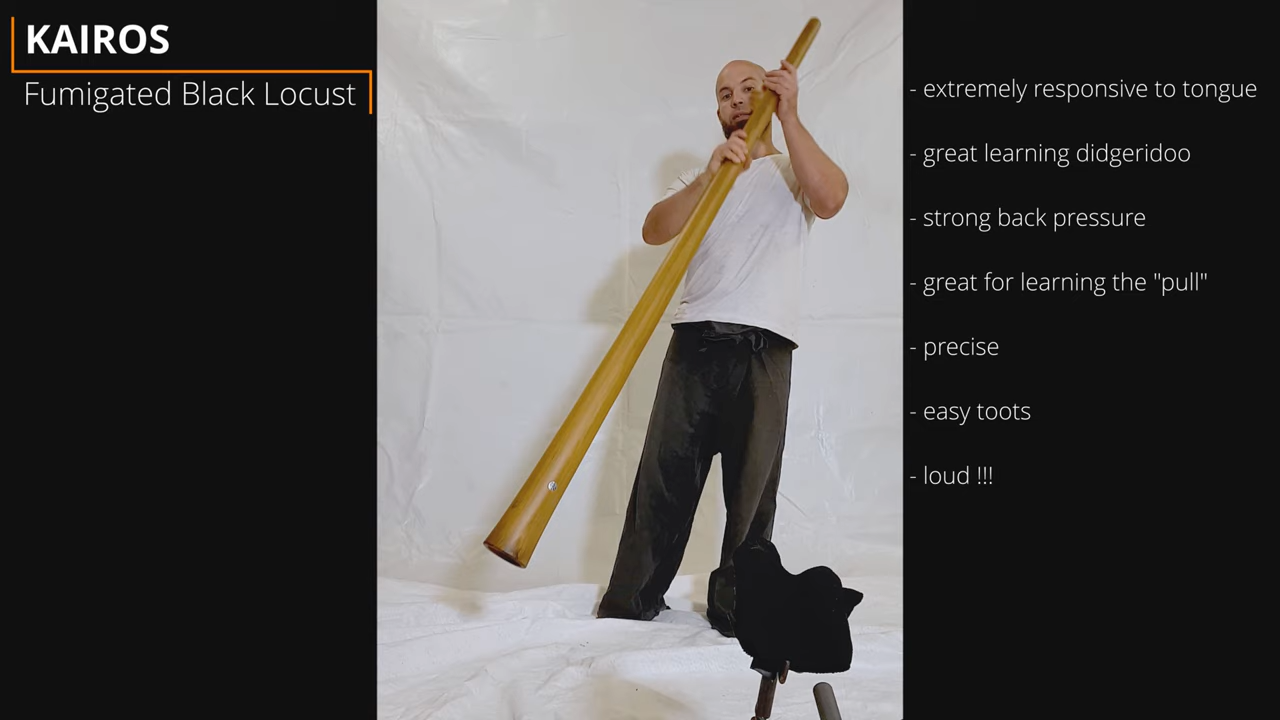 KAIROS
Fumigated Black Locust
- extremely responsive to tongue
- great learning didgeridoo
- strong back pressure
- great for learning the "pull"
- precise
- easy toots
- loud !!!